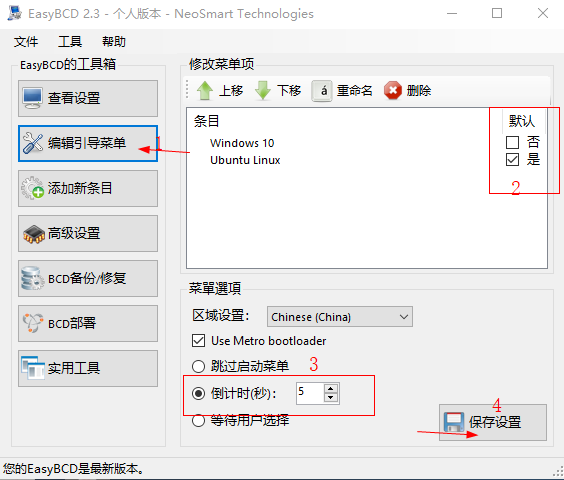 EasyBCD 2.3 - 个人版本 - NeoSmart Technologies
文件 工具 帮助
EasyBCD的工具箱
查看设置
编辑引导菜单
1
添加新条目
高级设置
BCD备份/修复
BCD部署
实用工具
修改菜单项
上移 下移 á 重命名 删除
条目 默认
Windows 10 否
Ubuntu Linux 是
2
菜單選項
区域设置: Chinese (China)
Use Metro bootloader
跳过启动菜单
3
倒计时(秒): 5
等待用户选择
4
保存设置
您的EasyBCD是最新版本。